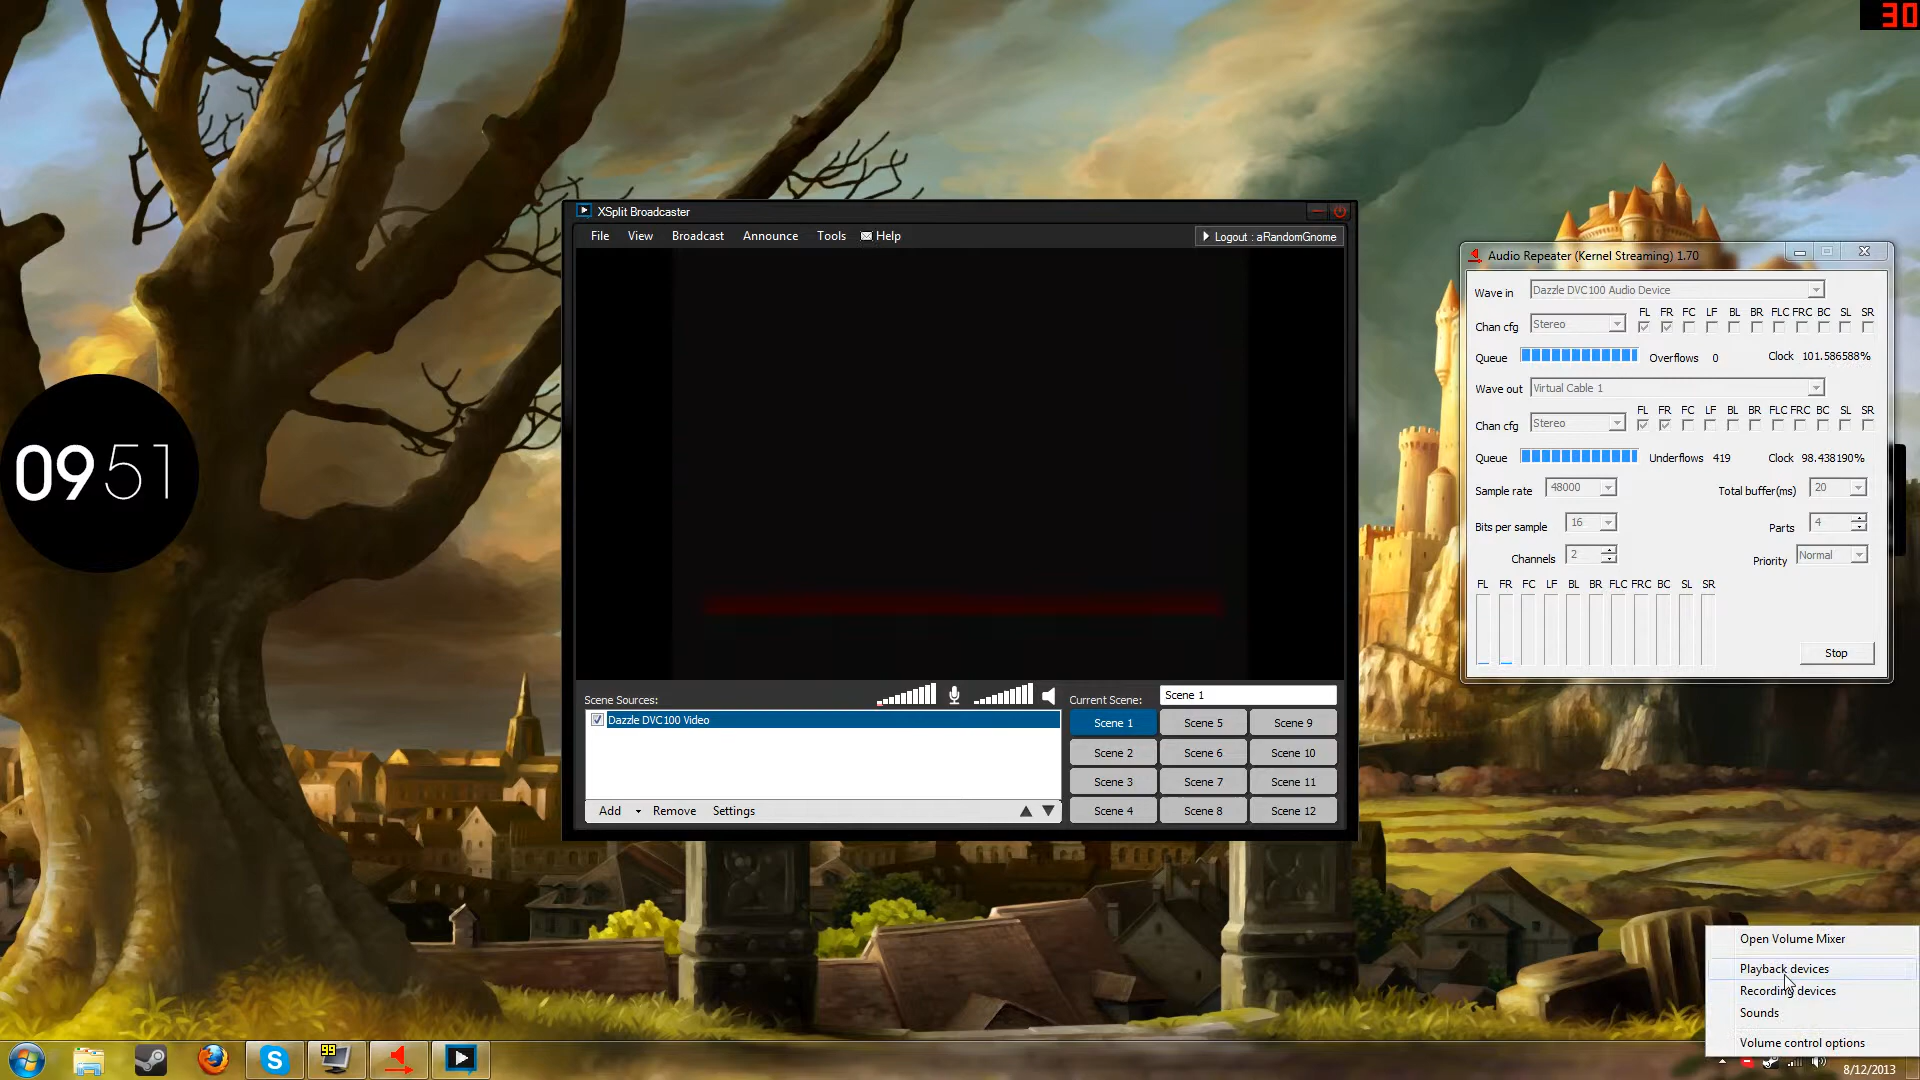 30
XSplit Broadcaster
File View Broadcast Announce Tools Help
Logout : aRandomGnome
0951
Scene Sources:
Dazzle DVC100 Video
Add Remove Settings
Current Scene: Scene 1
Scene 1 Scene 5 Scene 9
Scene 2 Scene 6 Scene 10
Scene 3 Scene 7 Scene 11
Scene 4 Scene 8 Scene 12
Audio Repeater (Kernel Streaming) 1.70
Wave in Dazzle DVC100 Audio Device
FL FR FC LF BL BR FLC FRC BC SL SR
Chan cfg Stereo
Queue Overflows 0 Clock 101.586588%
Wave out Virtual Cable 1
FL FR FC LF BL BR FLC FRC BC SL SR
Chan cfg Stereo
Queue Underflows 419 Clock 98.438190%
Sample rate 48000 Total buffer(ms) 20
Bits per sample 16 Parts 4
Channels 2 Priority Normal
FL FR FC LF BL BR FLC FRC BC SL SR
Stop
Open Volume Mixer
Playback devices
Recording devices
Sounds
Volume control options
99
8/12/2013